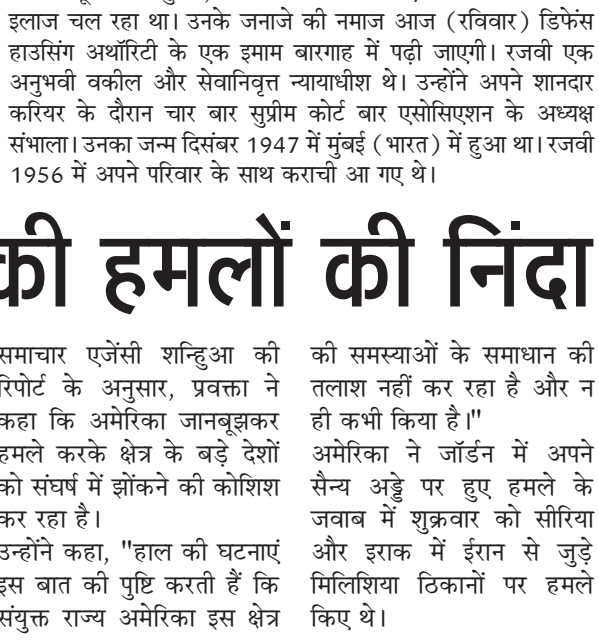 इलाज चल रहा था। उनके जनाजे की नमाज आज (रविवार) डिफेंस
हाउसिंग अथॉरिटी के एक इमाम बारगाह में पढ़ी जाएगी। रजवी एक
अनुभवी वकील और सेवानिवृत्त न्यायाधीश थे। उन्होंने अपने शानदार
करियर के दौरान चार बार सुप्रीम कोर्ट बार एसोसिएशन के अध्यक्ष
संभाला। उनका जन्म दिसंबर 1947 में मुंबई (भारत) में हुआ था। रजवी
1956 में अपने परिवार के साथ कराची आ गए थे।
की हमलों की निंदा
समाचार एजेंसी शिन्हुआ की
रिपोर्ट के अनुसार, प्रवक्ता ने
कहा कि अमेरिका जानबूझकर
हमले करके क्षेत्र के बड़े देशों
को संघर्ष में झोंकने की कोशिश
कर रहा है।
उन्होंने कहा, "हाल की घटनाएं
इस बात की पुष्टि करती हैं कि
संयुक्त राज्य अमेरिका इस क्षेत्र
की समस्याओं के समाधान की
तलाश नहीं कर रहा है और न
ही कभी किया है।"
अमेरिका ने जॉर्डन में अपने
सैन्य अड्डे पर हुए हमले के
जवाब में शुक्रवार को सीरिया
और इराक में ईरान से जुड़े
मिलिशिया ठिकानों पर हमले
किए थे।